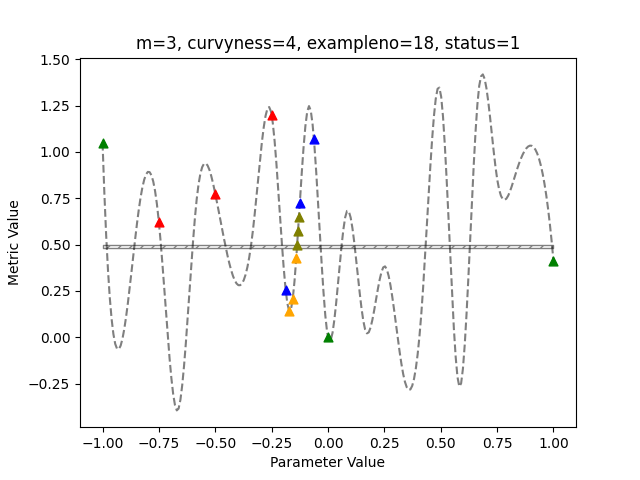 m=3, curvyness=4, exampleno=18, status=1
Metric Value
1.50
1.25
1.00
0.75
0.50
0.25
0.00
−0.25
−1.00 −0.75 −0.50 −0.25 0.00 0.25 0.50 0.75 1.00
Parameter Value